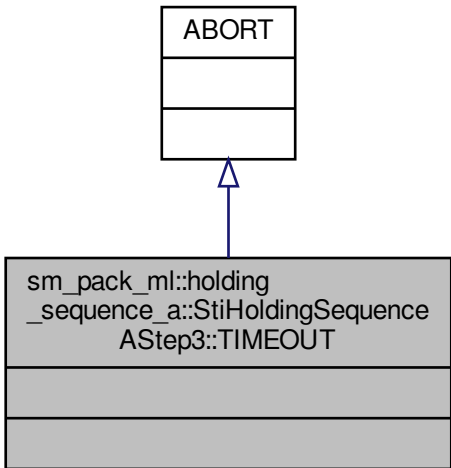 ABORT
sm_pack_ml::holding
_sequence_a::StiHoldingSequence
AStep3::TIMEOUT